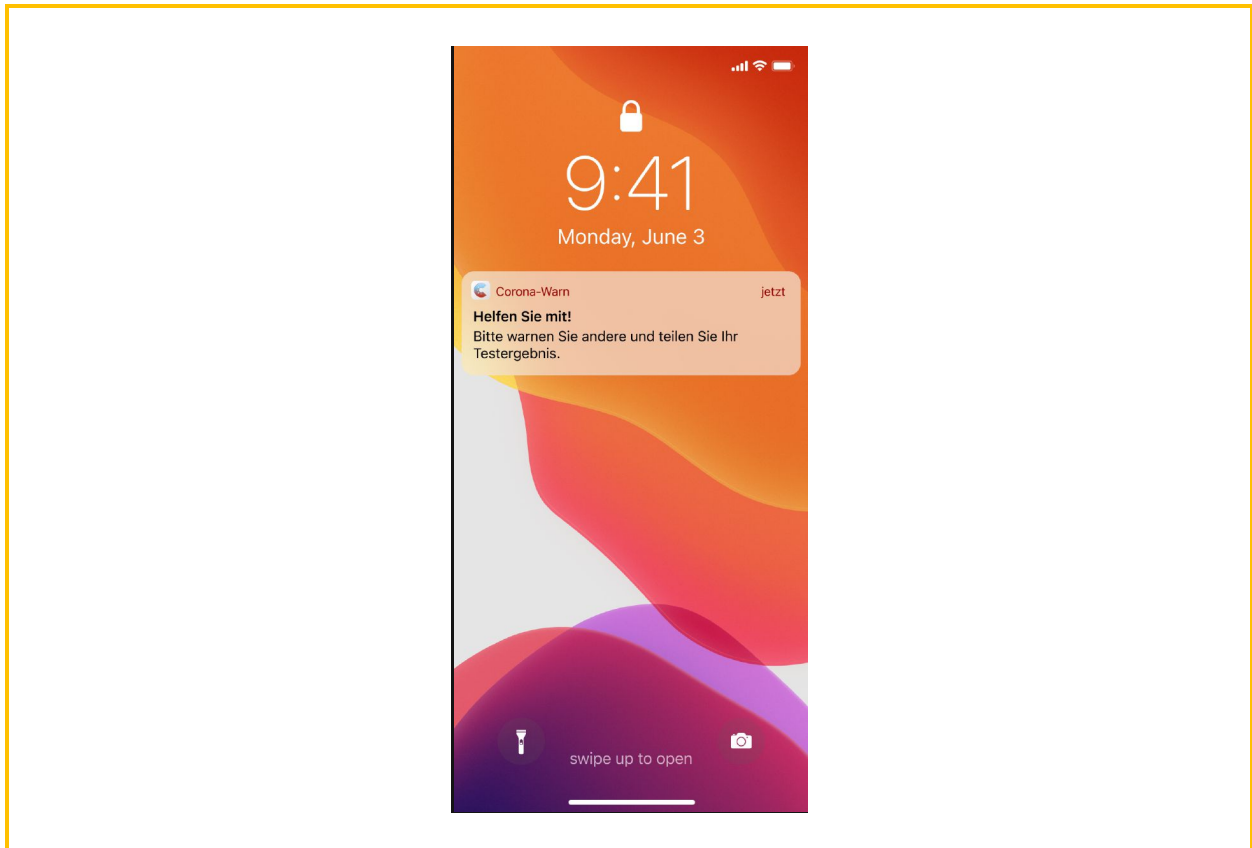 9:41
Monday, June 3
Corona-Warn jetzt
Helfen Sie mit!
Bitte warnen Sie andere und teilen Sie Ihr
Testergebnis.
swipe up to open